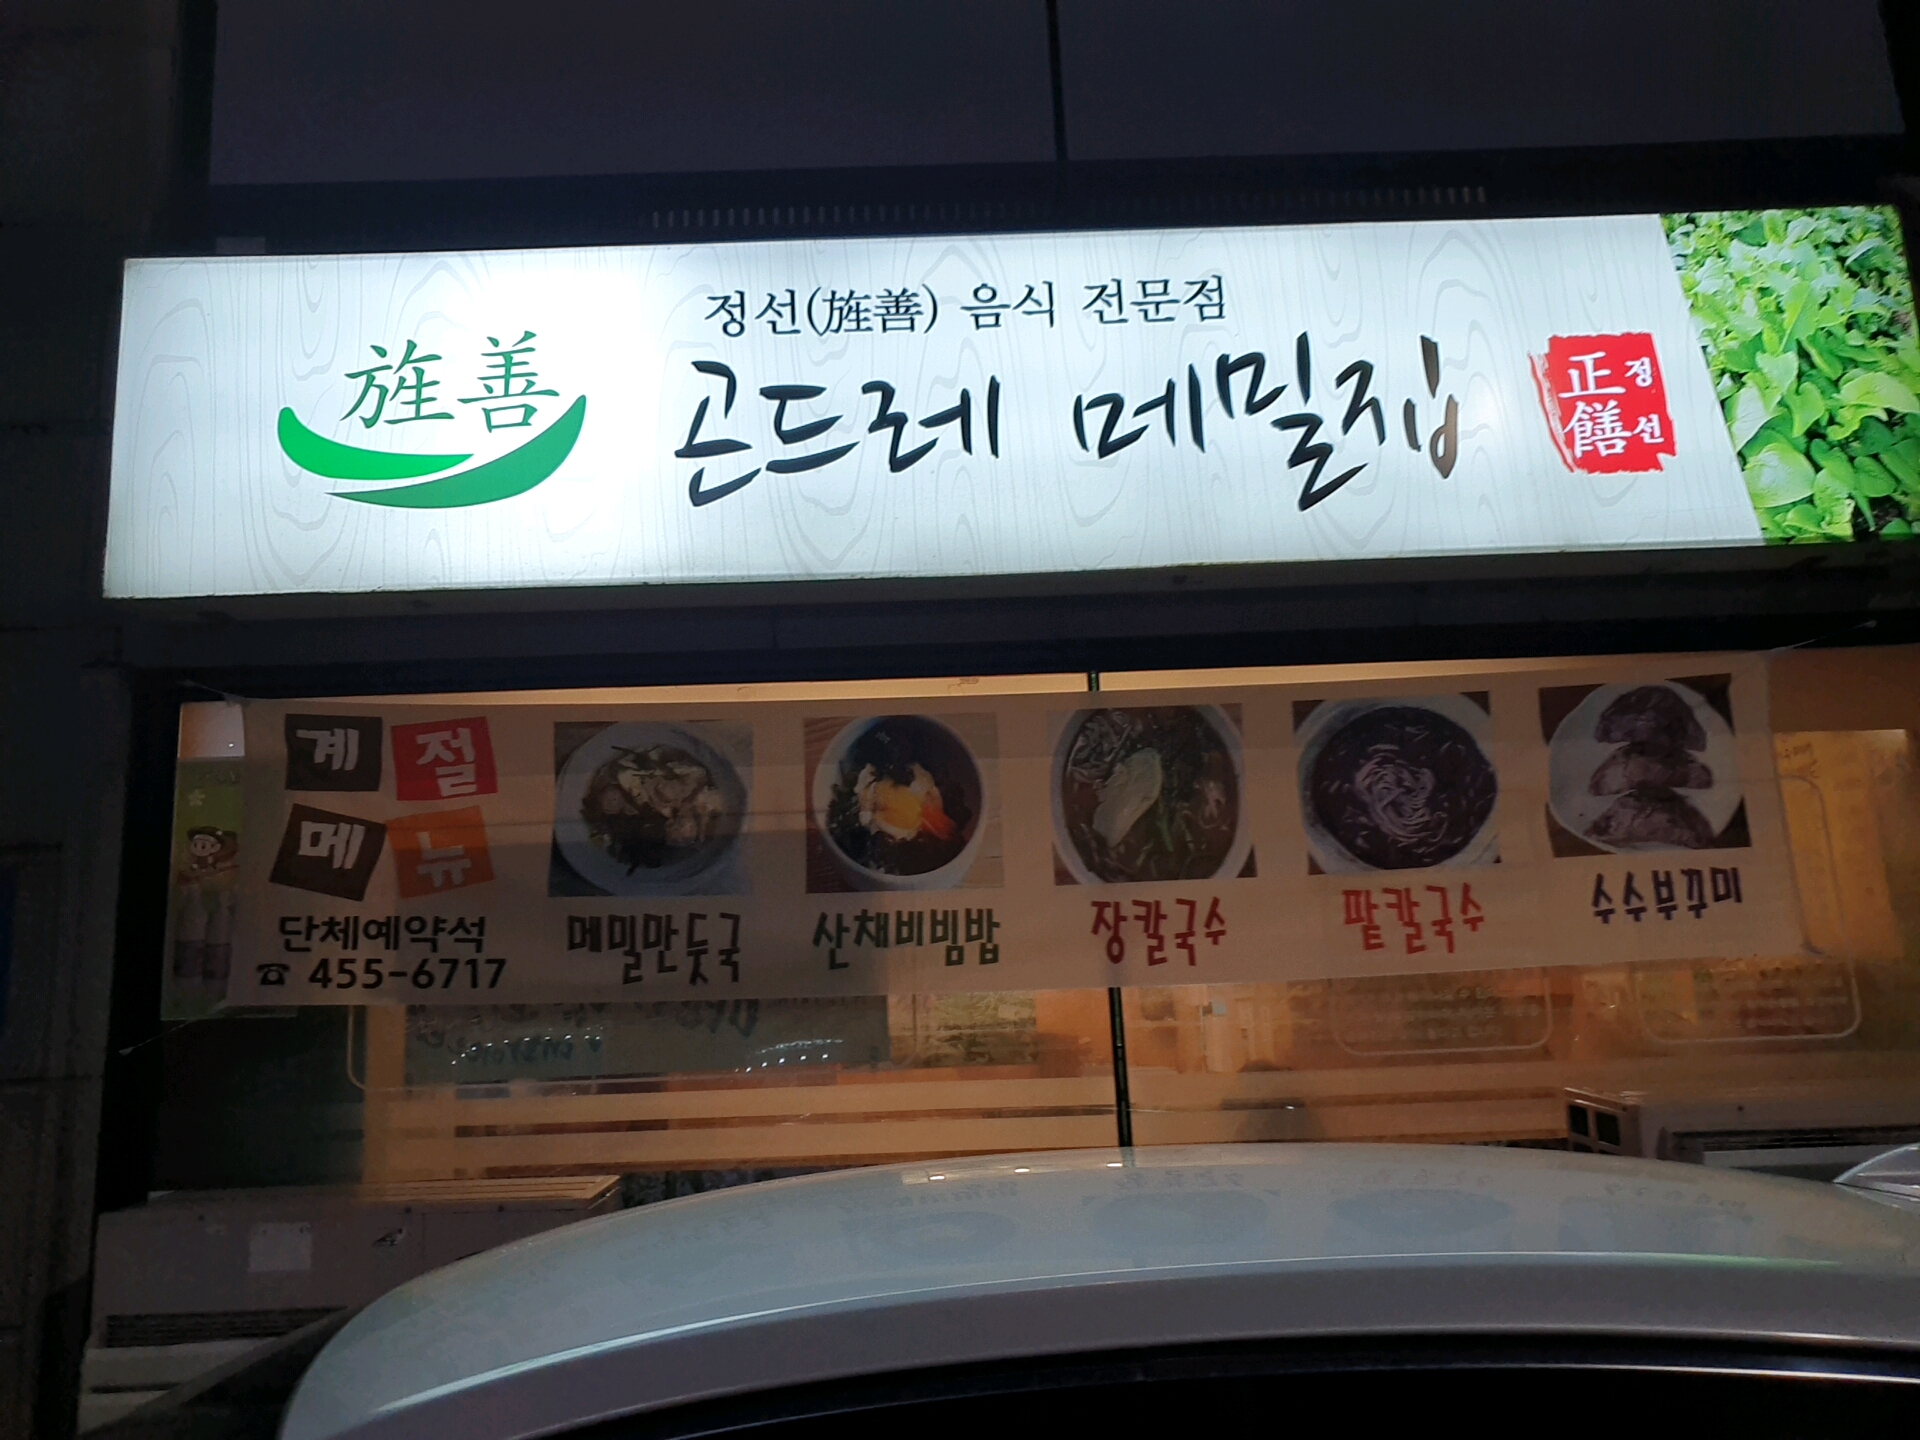 旌善
정선(旌善) 음식 전문점
곤드레 메밀집
正饍
정선
계절
메뉴
단체예약석
☎ 455-6717
메밀만둣국
산채비빔밥
장칼국수
팥칼국수
수수부꾸미